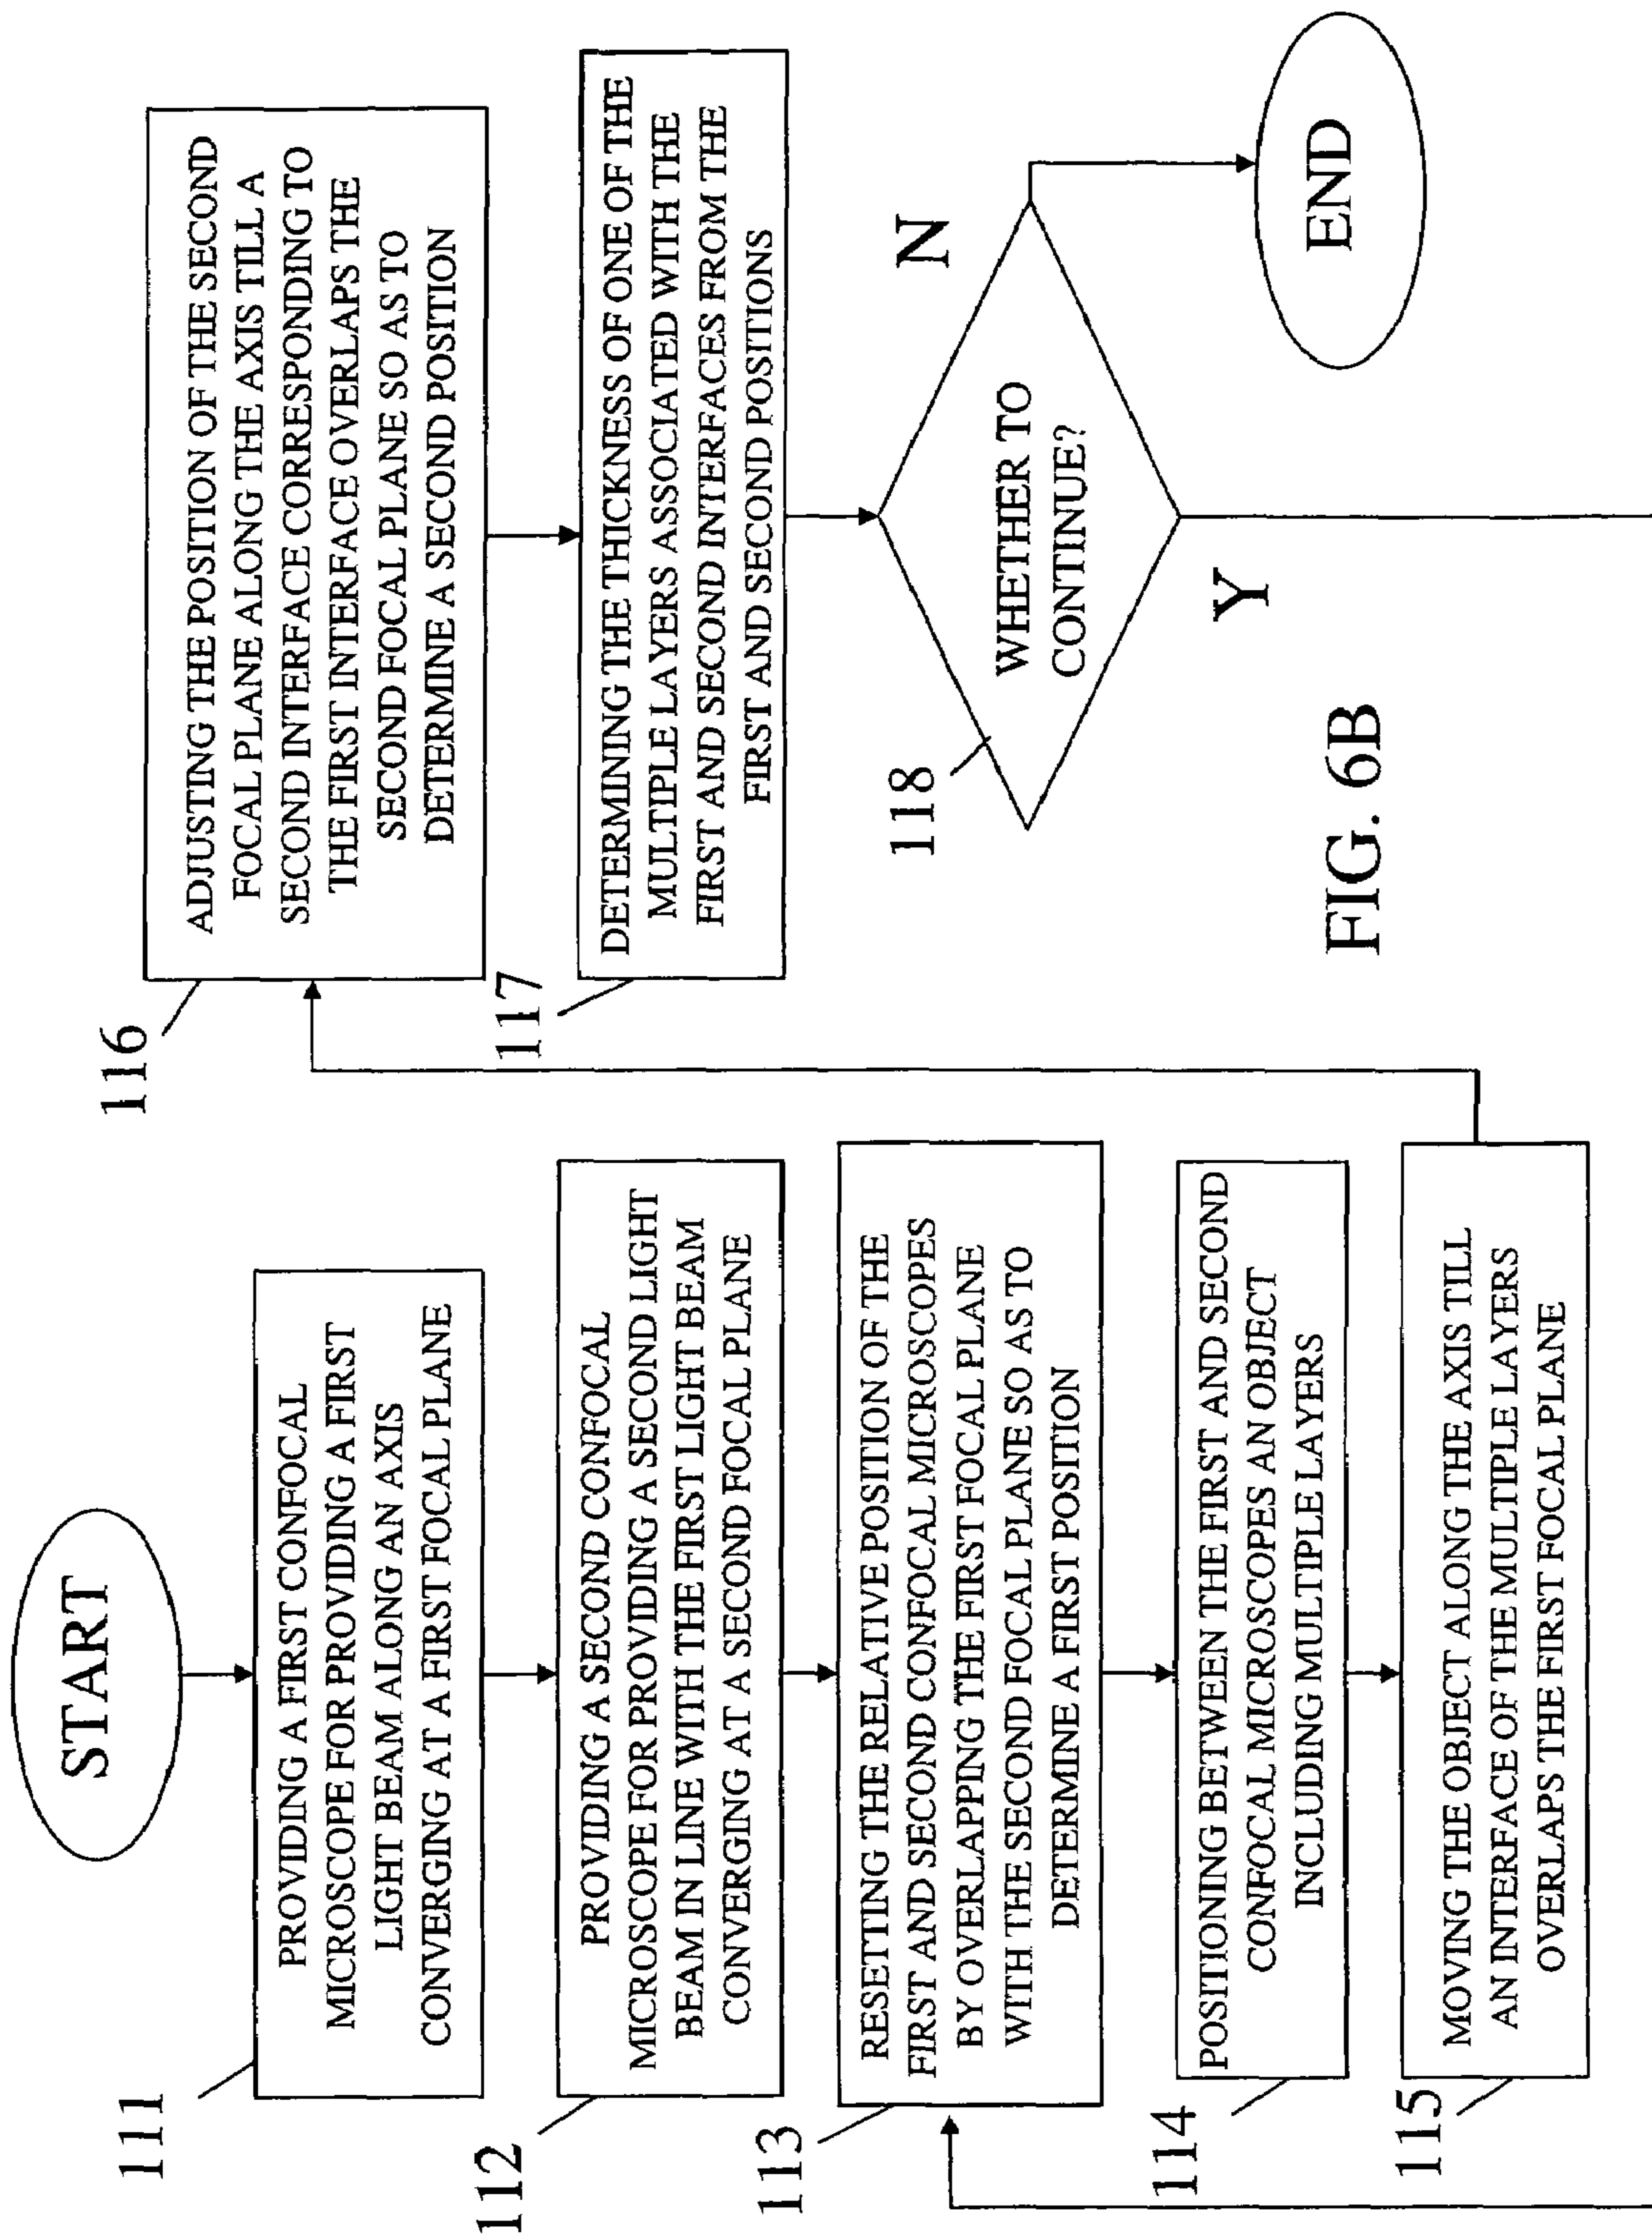 START
111
PROVIDING A FIRST CONFOCAL
MICROSCOPE FOR PROVIDING A FIRST
LIGHT BEAM ALONG AN AXIS
CONVERGING AT A FIRST FOCAL PLANE
112
PROVIDING A SECOND CONFOCAL
MICROSCOPE FOR PROVIDING A SECOND LIGHT
BEAM IN LINE WITH THE FIRST LIGHT BEAM
CONVERGING AT A SECOND FOCAL PLANE
113
RESETTING THE RELATIVE POSITION OF THE
FIRST AND SECOND CONFOCAL MICROSCOPES
BY OVERLAPPING THE FIRST FOCAL PLANE
WITH THE SECOND FOCAL PLANE SO AS TO
DETERMINE A FIRST POSITION
114
POSITIONING BETWEEN THE FIRST AND SECOND
CONFOCAL MICROSCOPES AN OBJECT
INCLUDING MULTIPLE LAYERS
115
MOVING THE OBJECT ALONG THE AXIS TILL
AN INTERFACE OF THE MULTIPLE LAYERS
OVERLAPS THE FIRST FOCAL PLANE
116
ADJUSTING THE POSITION OF THE SECOND
FOCAL PLANE ALONG THE AXIS TILL A
SECOND INTERFACE CORRESPONDING TO
THE FIRST INTERFACE OVERLAPS THE
SECOND FOCAL PLANE SO AS TO
DETERMINE A SECOND POSITION
117
DETERMINING THE THICKNESS OF ONE OF THE
MULTIPLE LAYERS ASSOCIATED WITH THE
FIRST AND SECOND INTERFACES FROM THE
FIRST AND SECOND POSITIONS
118
WHETHER TO
CONTINUE?
N
Y
END
FIG. 6B